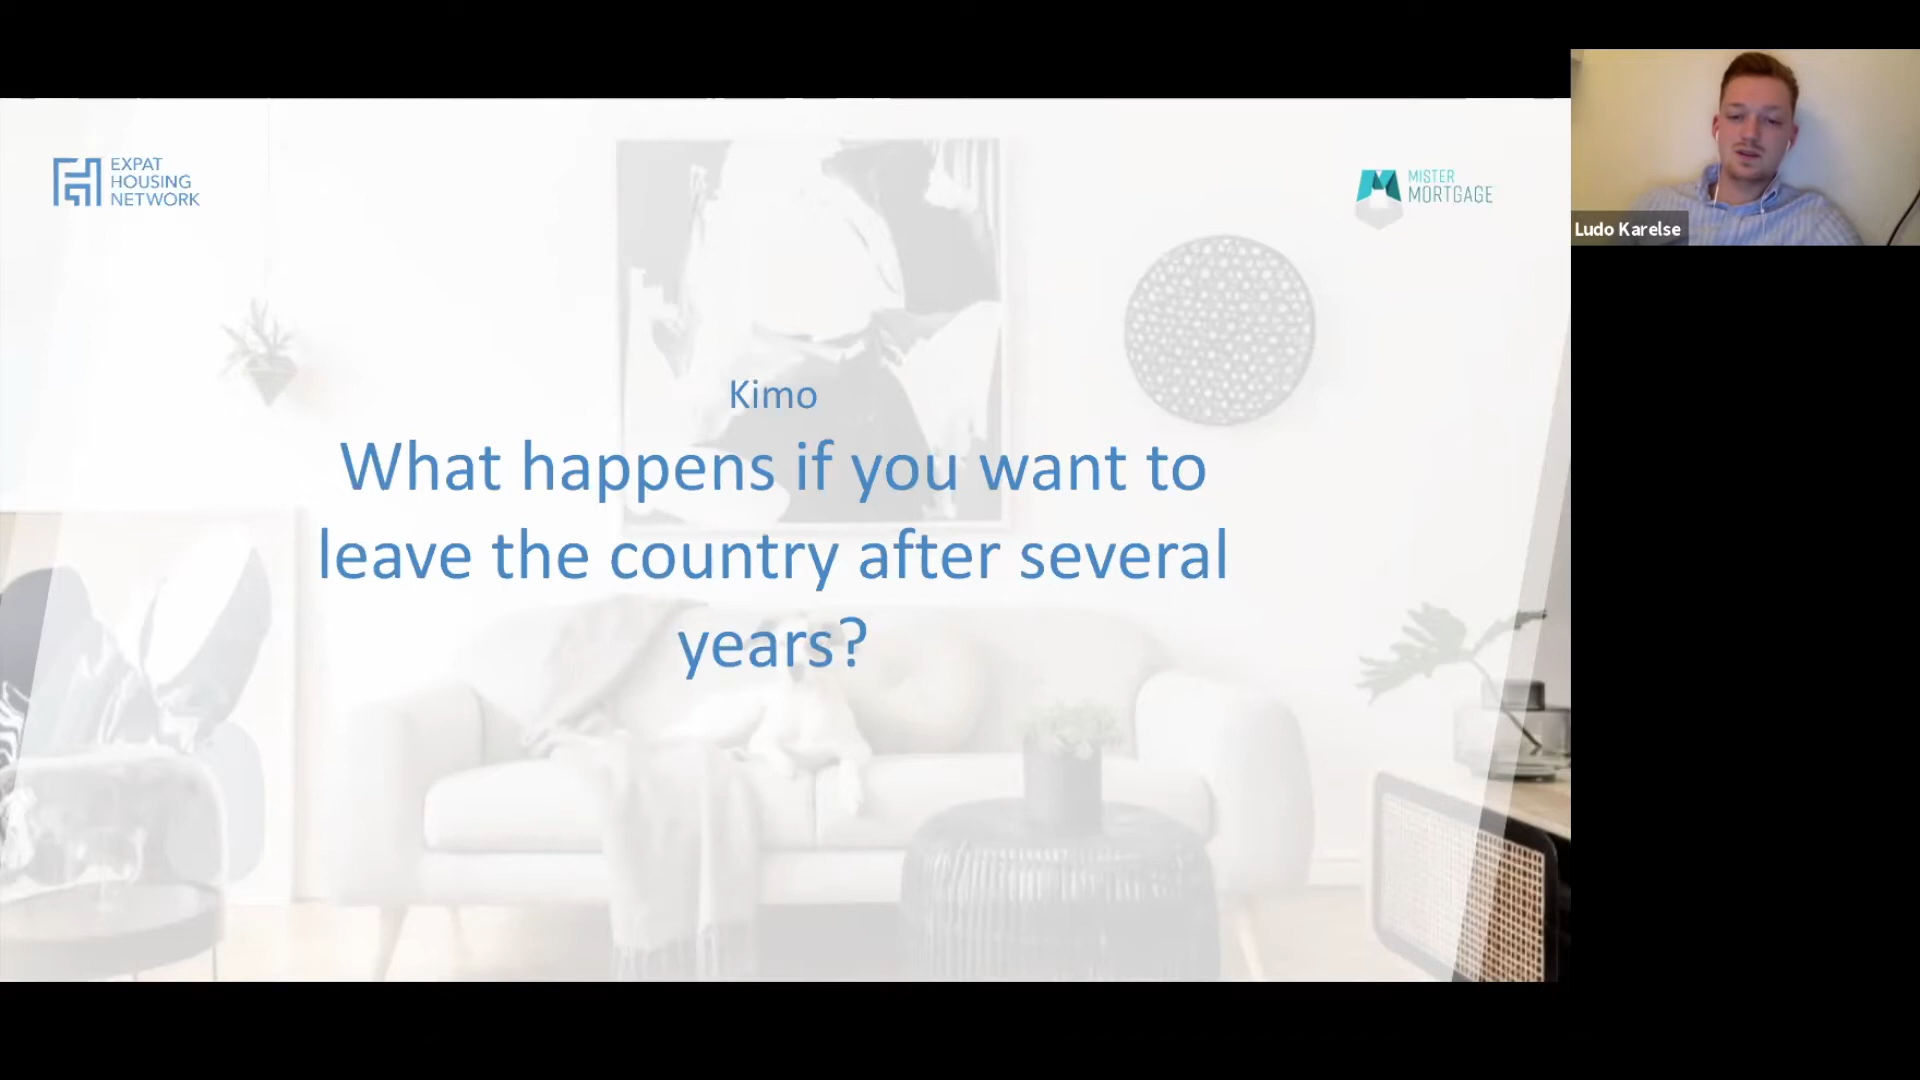 EXPAT
HOUSING
NETWORK
MISTER
MORTGAGE
Ludo Karelse
Kimo
What happens if you want to
leave the country after several
years?